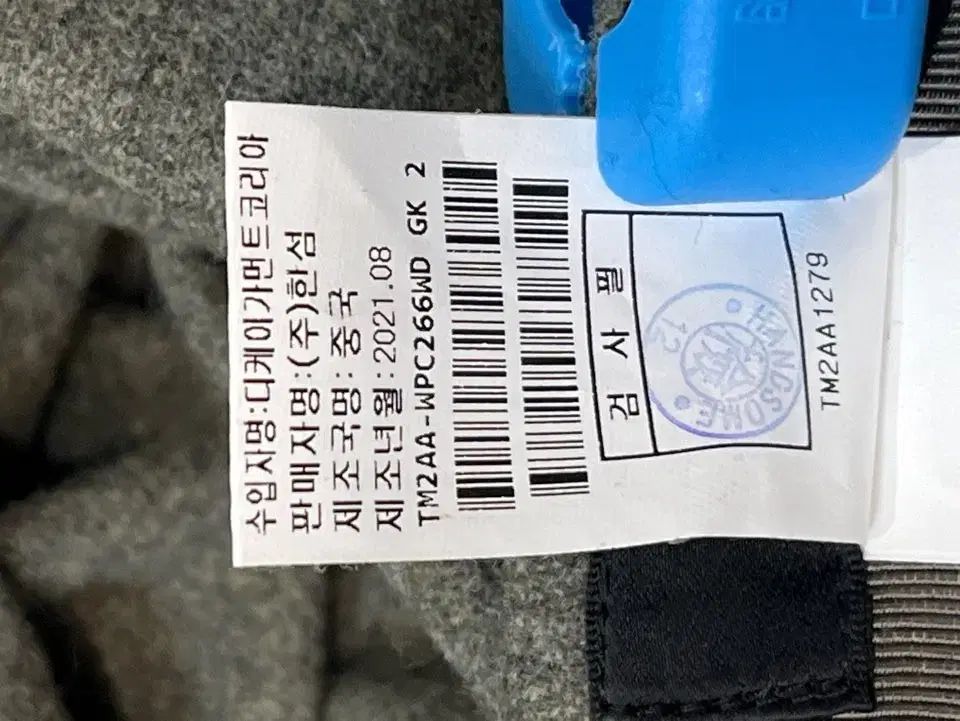 수입자명:디케이가먼트코리아
판매자명:(주)한섬
제조국명:중국
제조년월:2021.08
TM2AA-WPC266WD GK 2
검사필
HANDSOME
12
TM2AA1279